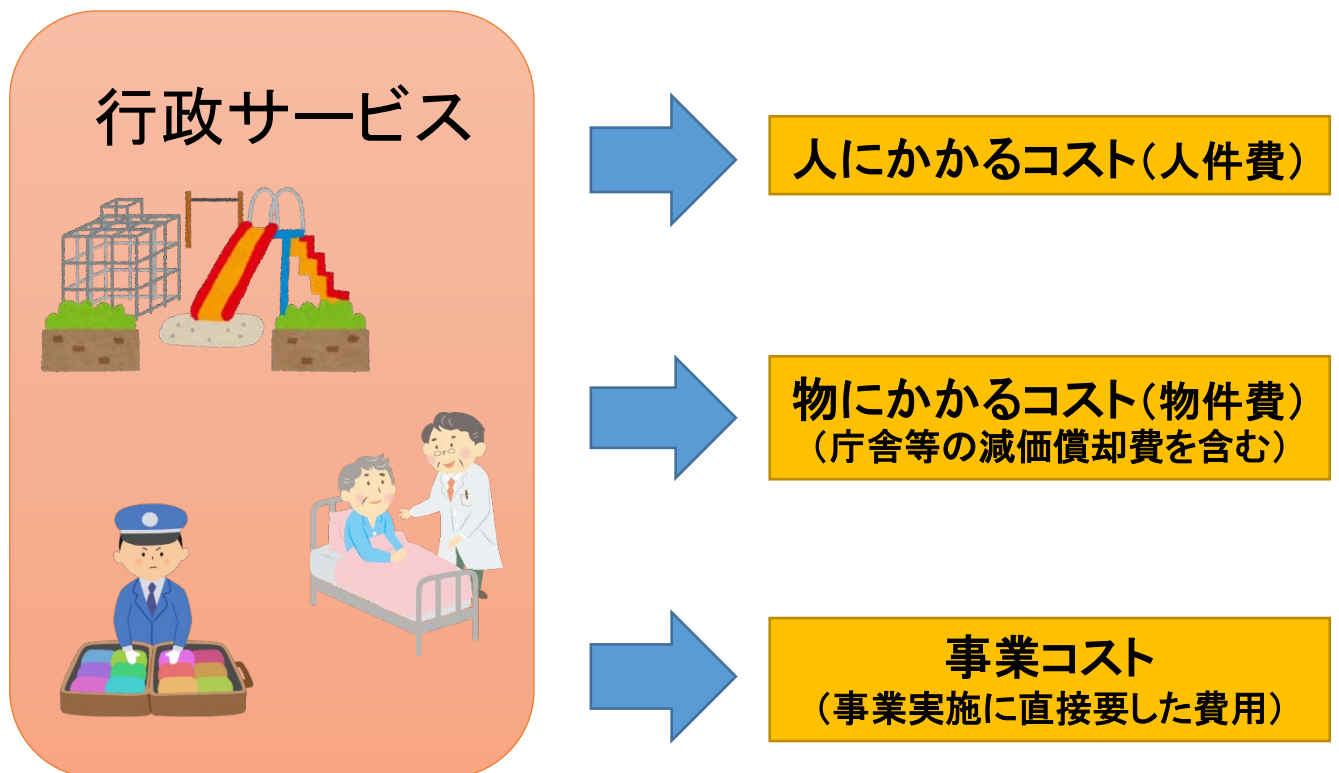 行政サービス
人にかかるコスト（人件費）
物にかかるコスト（物件費）
（庁舎等の減価償却費を含む）
事業コスト
（事業実施に直接要した費用）